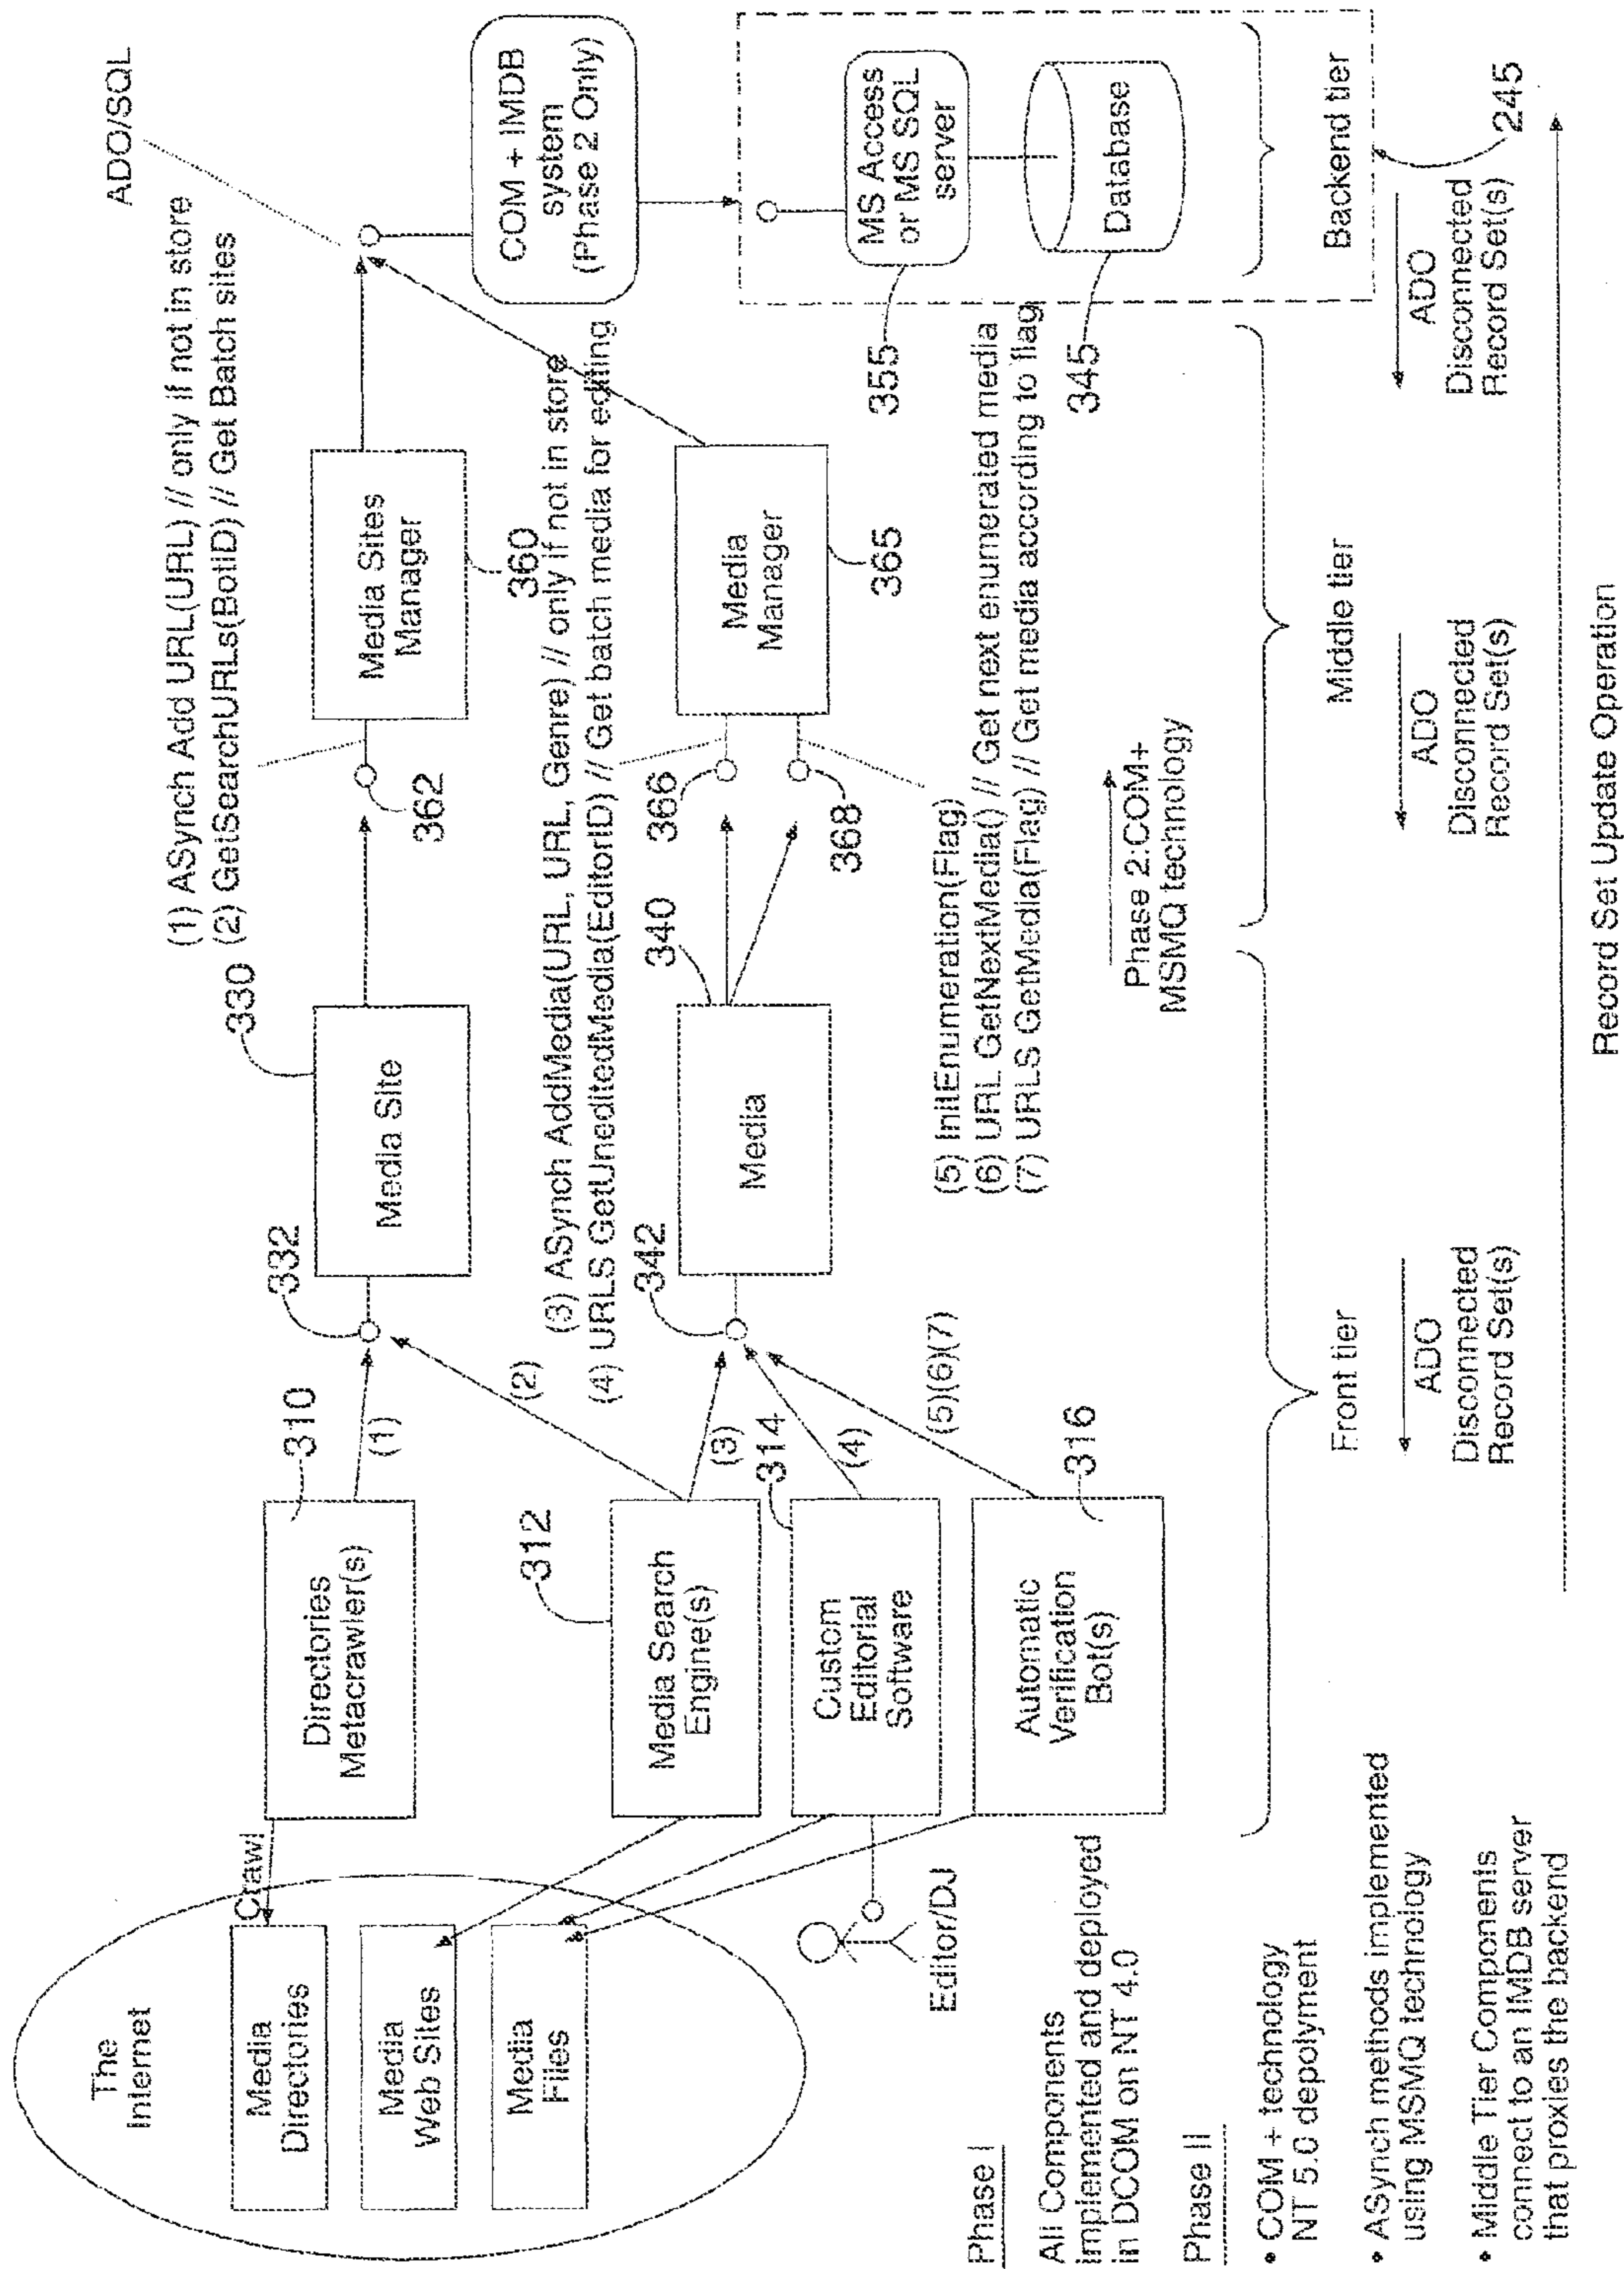 ADO/SQL
(1) ASynch Add URL(URL) // only if not in store
(2) GetSearchURLs(BotID) // Get Batch sites
The
Internet
Media
Directories
Media
Web Sites
Media
Files
Crawl
Directories
Metacrawler(s)
310
(1)
332
Media Site
330
362
Media Sites
Manager
360
COM + IMDB
system
(Phase 2 Only)
(2)
(3) ASynch AddMedia(URL, URL, Genre) // only if not in store
(4) URLS GetUneditedMedia(EditorID) // Get batch media for editing
312
Media Search
Engine(s)
(3)
314
Custom
Editorial
Software
(4)
Automatic
Verification
Bot(s)
316
(5)(6)(7)
Editor/DJ
342
Media
340
366
368
Media
Manager
365
MS Access
or MS SQL
server
355
Database
345
(5) InitEnumeration(Flag)
(6) URL GetNextMedia() // Get next enumerated media
(7) URLS GetMedia(Flag) // Get media according to flag
Phase 2:COM+
MSMQ technology
Front tier
Middle tier
Backend tier
245
ADO
Disconnected
Record Set(s)
ADO
Disconnected
Record Set(s)
ADO
Disconnected
Record Set(s)
Record Set Update Operation
Phase I
All Components
implemented and deployed
in DCOM on NT 4.0
Phase II
• COM + technology
NT 5.0 depolyment
• ASynch methods implemented
using MSMQ technology
• Middle Tier Components
connect to an IMDB server
that proxies the backend